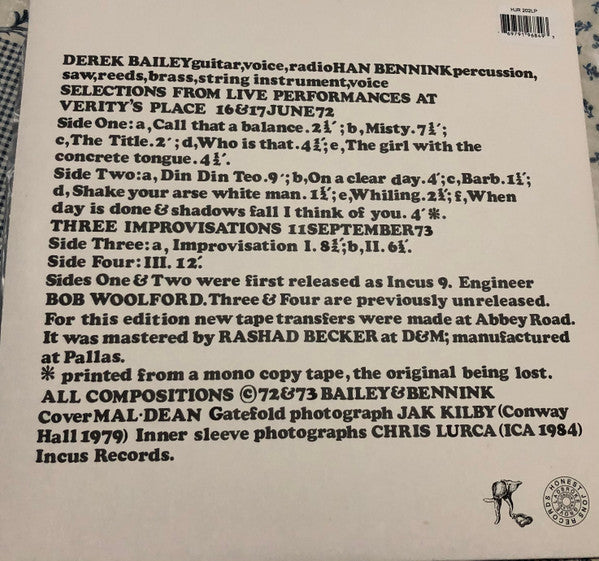 HJR 202LP
DEREK BAILEYguitar,voice,radioHAN BENNINKpercussion,
saw,reeds,brass,string instrument,voice
SELECTIONS FROM LIVE PERFORMANCES AT
VERITY'S PLACE 16&17JUNE72
Side One:a,Call that a balance.2½´;b,Misty.7½´;
c,The Title.2´;d,Who is that.4½´;e,The girl with the
concrete tongue.4½´.
Side Two:a, Din Din Teo.9´;b,On a clear day.4´;c,Barb.1½´;
d,Shake your arse white man.1½´;e,Whiling.2½´;f,When
day is done&shadows fall I think of you. 4´*.
THREE IMPROVISATIONS 11SEPTEMBER73
Side Three:a, Improvisation I. 8½´;b,II.6½´.
Side Four:III. 12´.
Sides One& Two were first released as Incus 9. Engineer
BOB WOOLFORD.Three & Four are previously unreleased.
For this edition new tape transfers were made at Abbey Road.
It was mastered by RASHAD BECKER at D&M; manufactured
at Pallas.
* printed from a mono copy tape, the original being lost.
ALL COMPOSITIONS ©72&73 BAILEY&BENNINK
CoverMAL·DEAN Gatefold photograph JAK KILBY(Conway
Hall 1979) Inner sleeve photographs CHRIS LURCA(ICA 1984)
Incus Records.
HONEST JONS RECORDS